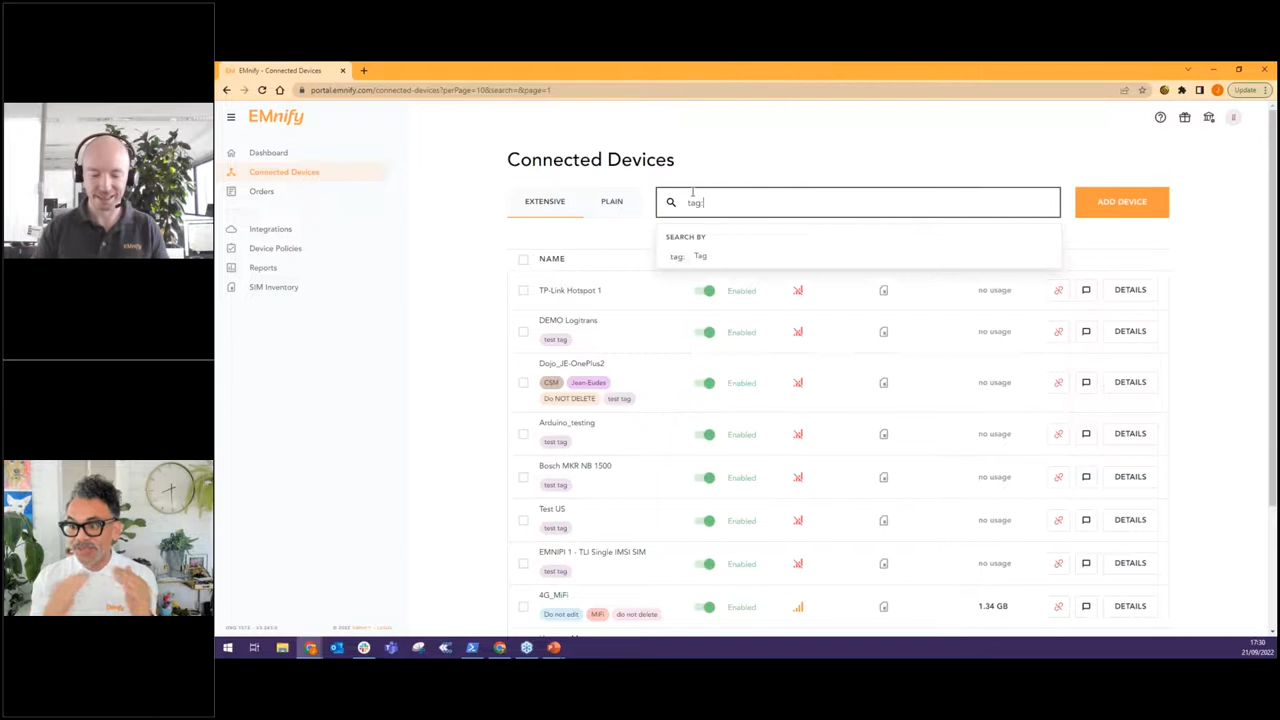 EMnify - Connected Devices
Update
portal.emnify.com/connected-devices?perPage=10&search=&page=1
EMnify
Dashboard
Connected Devices
Orders
Integrations
Device Policies
Reports
SIM Inventory
Connected Devices
EXTENSIVE
PLAIN
tag:
ADD DEVICE
SEARCH BY
tag: Tag
NAME
TP-Link Hotspot 1
Enabled
no usage
DETAILS
DEMO Logitrans
test tag
Enabled
no usage
DETAILS
Dojo_JE-OnePlus2
CSM
Jean-Eudes
Do NOT DELETE
test tag
Enabled
no usage
DETAILS
Arduino_testing
test tag
Enabled
no usage
DETAILS
Bosch MKR NB 1500
test tag
Enabled
no usage
DETAILS
Test US
test tag
Enabled
no usage
DETAILS
EMNIPI 1 - TLI Single IMSI SIM
test tag
Enabled
no usage
DETAILS
4G_MiFi
Do not edit
MiFi
do not delete
Enabled
1.34 GB
DETAILS
17:30
21/09/2022
EMnify
EMnify